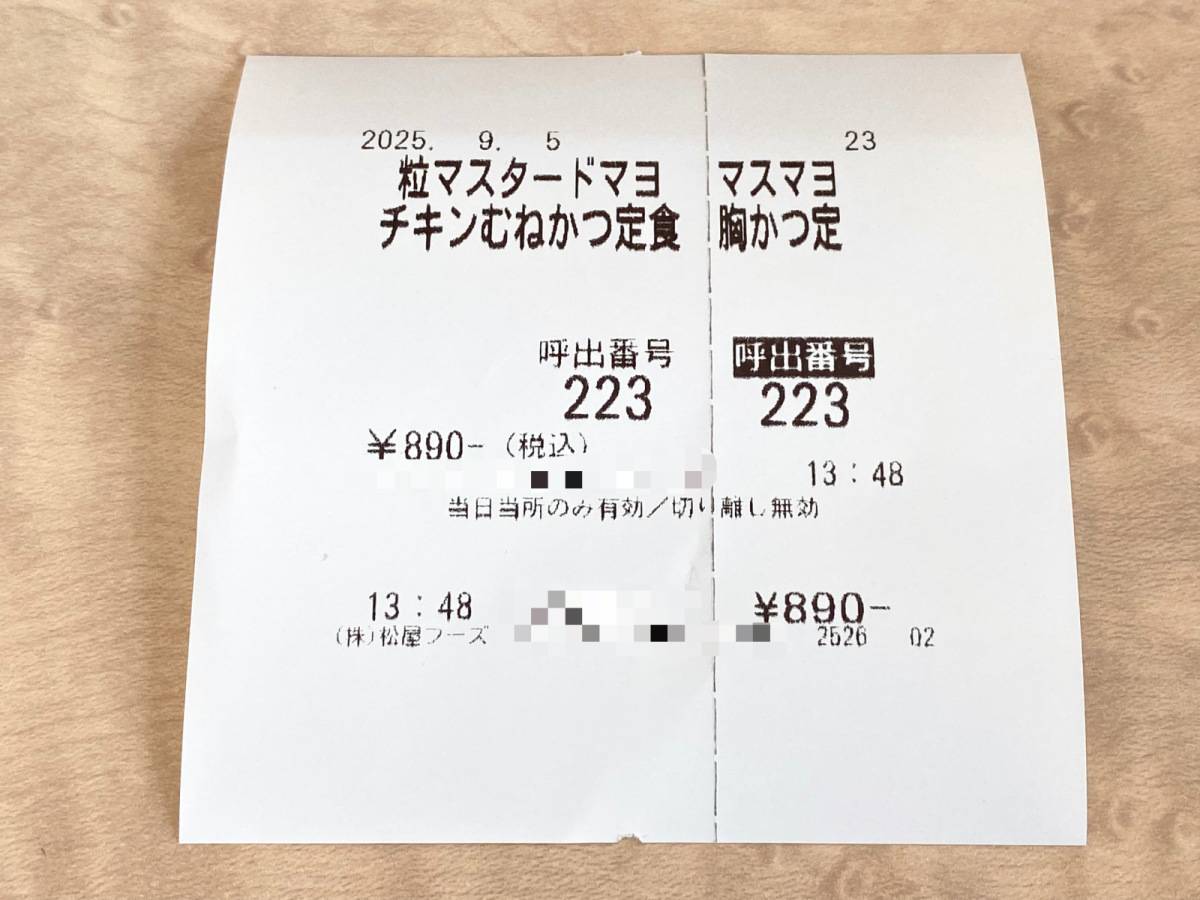 2025. 9. 5
粒マスタードマヨ
チキンむねかつ定食
呼出番号
223
¥890-(税込)
当日当所のみ有効/切り離し無効
13:48
(株)松屋フーズ
23
マスマヨ
胸かつ定
呼出番号
223
13:48
¥890-
2526 02